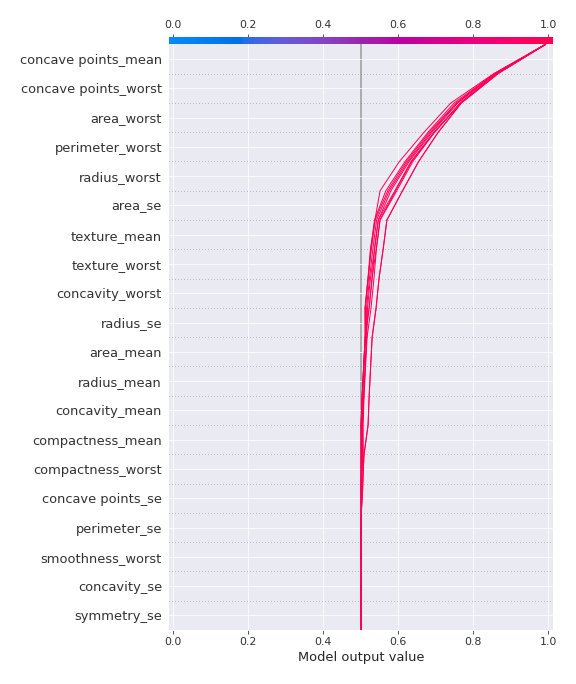 0.0 0.2 0.4 0.6 0.8 1.0
concave points_mean
concave points_worst
area_worst
perimeter_worst
radius_worst
area_se
texture_mean
texture_worst
concavity_worst
radius_se
area_mean
radius_mean
concavity_mean
compactness_mean
compactness_worst
concave points_se
perimeter_se
smoothness_worst
concavity_se
symmetry_se
0.0 0.2 0.4 0.6 0.8 1.0
Model output value